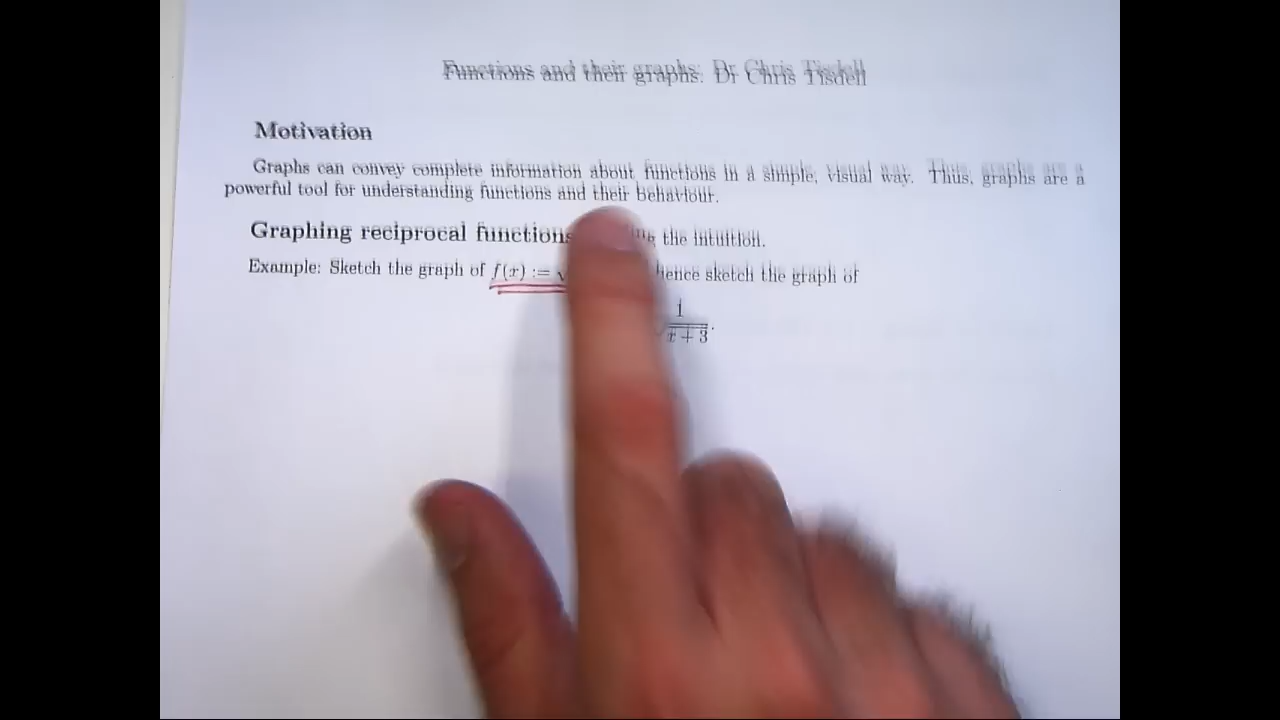 Functions and their graphs: Dr Chris Tisdell
Motivation
Graphs can convey complete information about functions in a simple, visual way. Thus, graphs are a
powerful tool for understanding functions and their behaviour.
Graphing reciprocal functions the intuition.
Example: Sketch the graph of f(x) := hence sketch the graph of
1
x + 3 .